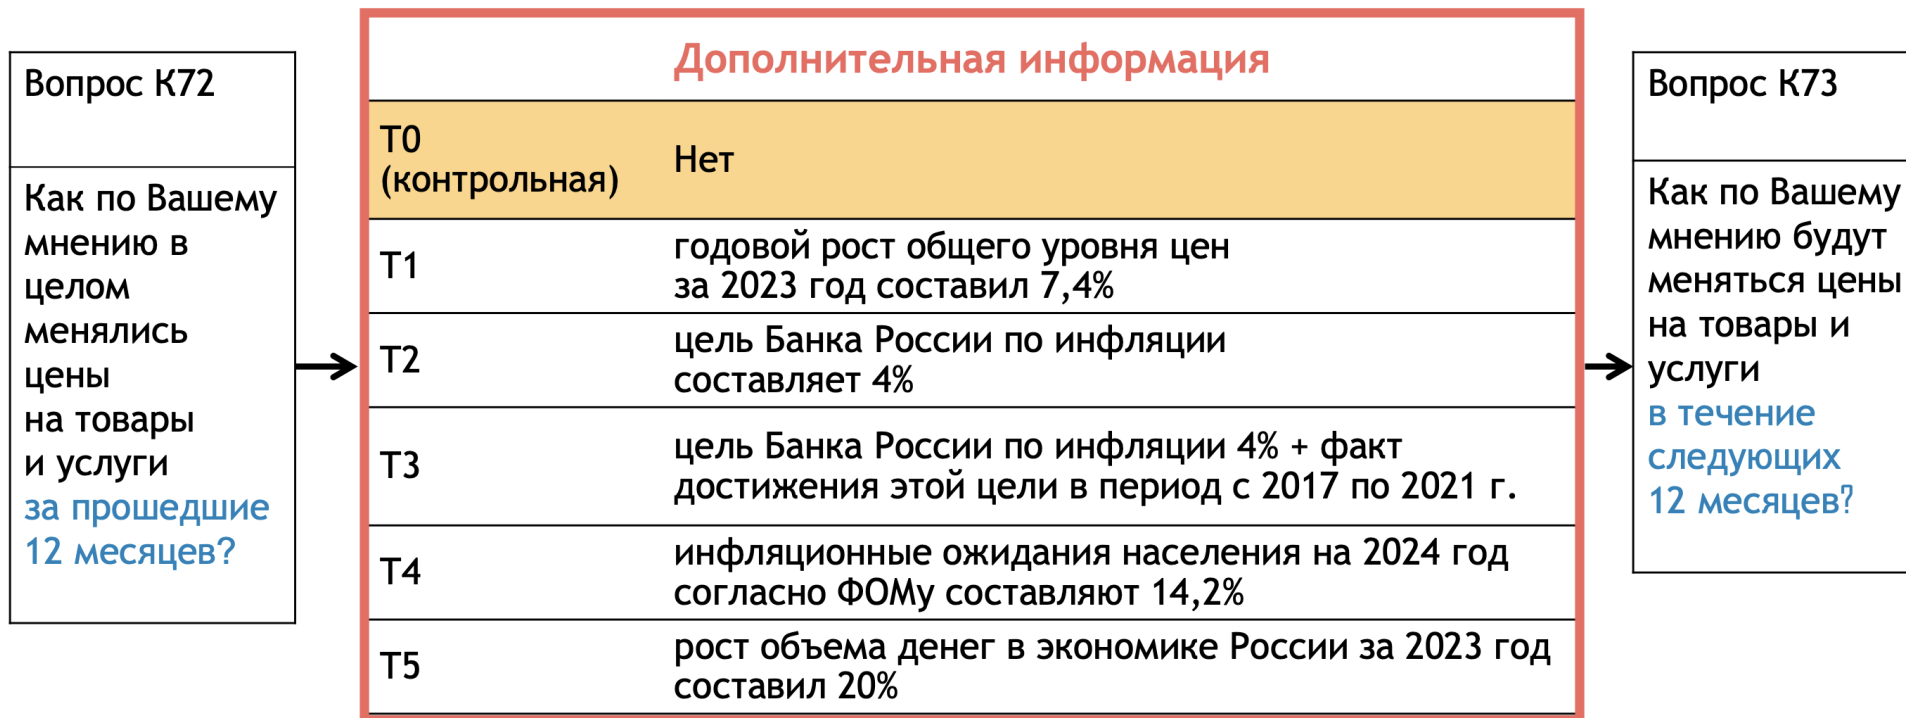 Вопрос К72
Как по Вашему
мнению в
целом
менялись
цены
на товары
и услуги
за прошедшие
12 месяцев?
Дополнительная информация
Т0
(контрольная)
Нет
Т1
годовой рост общего уровня цен
за 2023 год составил 7,4%
Т2
цель Банка России по инфляции
составляет 4%
Т3
цель Банка России по инфляции 4% + факт
достижения этой цели в период с 2017 по 2021 г.
Т4
инфляционные ожидания населения на 2024 год
согласно ФОМу составляют 14,2%
Т5
рост объема денег в экономике России за 2023 год
составил 20%
Вопрос К73
Как по Вашему
мнению будут
меняться цены
на товары и
услуги
в течение
следующих
12 месяцев?